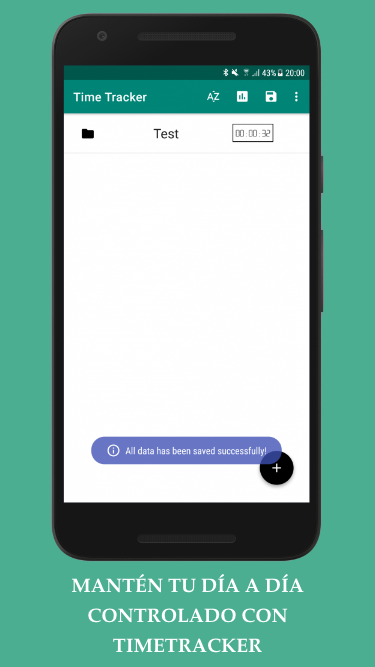 43% 20:00
Time Tracker
AZ
Test
00:00:32
All data has been saved successfully!
MANTÉN TU DÍA A DÍA
CONTROLADO CON
TIMETRACKER